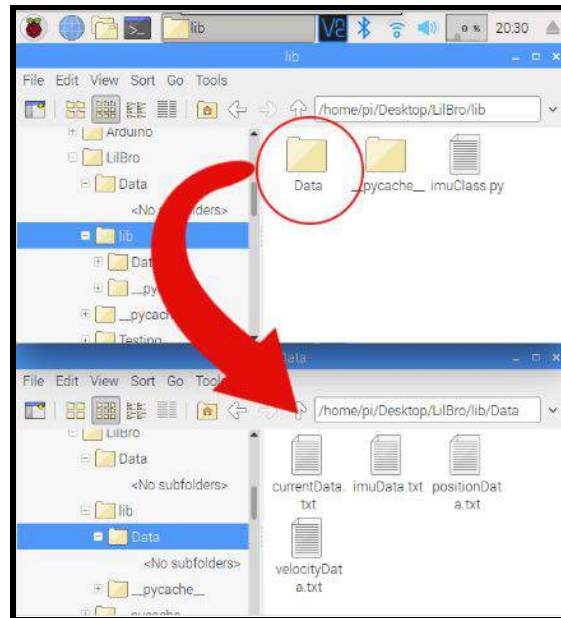 lib
0 %
20:30
lib
File Edit View Sort Go Tools
/home/pi/Desktop/LilBro/lib
Arduino
LilBro
Data
<No subfolders>
lib
__pycache__
Testing
Data
__pycache__
imuClass.py
Data
File Edit View Sort Go
/home/pi/Desktop/LilBro/lib/Data
LilBro
Data
<No subfolders>
lib
Data
<No subfolders>
__pycache__
__pycache__
currentData.
txt
imuData.txt
positionDat
a.txt
velocityDat
a.txt